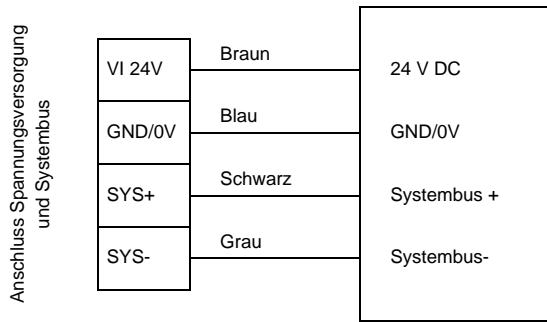 Anschluss Spannungsversorgung
und Systembus
VI 24V
Braun
24 V DC
GND/0V
Blau
GND/0V
SYS+
Schwarz
Systembus +
SYS-
Grau
Systembus-